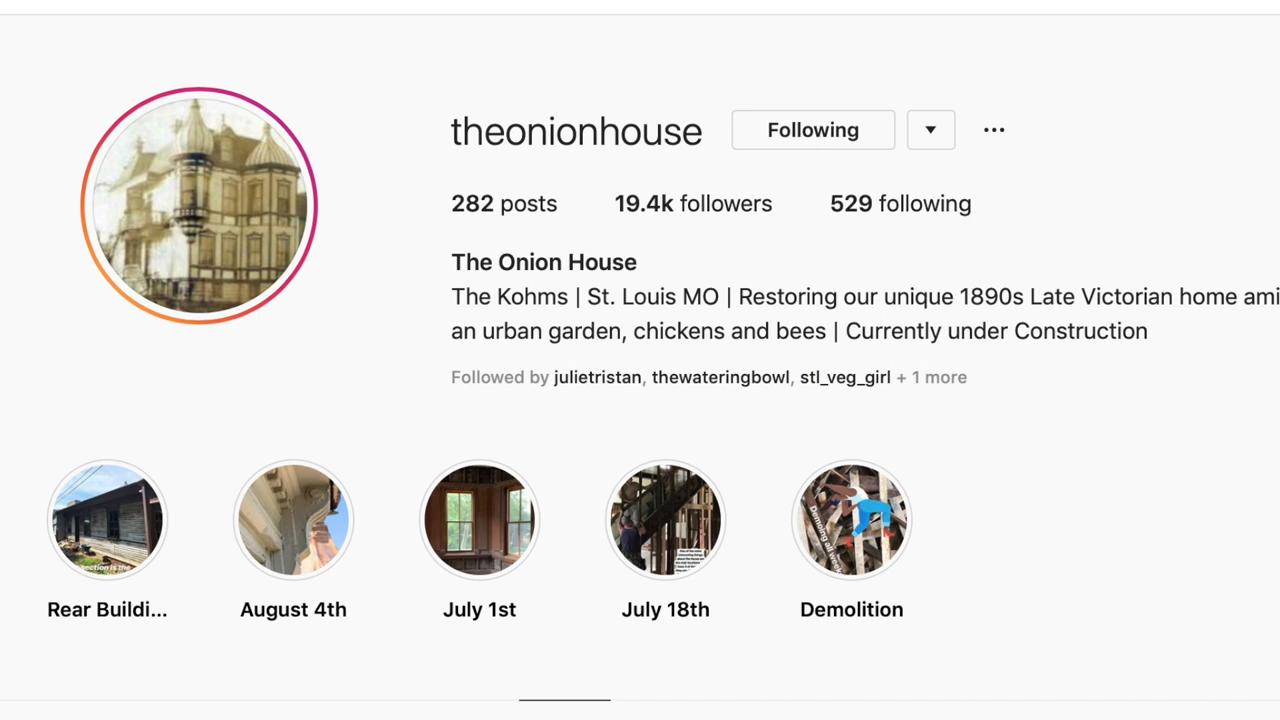 theonionhouse Following
282 posts 19.4k followers 529 following
The Onion House
The Kohms | St. Louis MO | Restoring our unique 1890s Late Victorian home ami
an urban garden, chickens and bees | Currently under Construction
Followed by julietristan, thewateringbowl, stl_veg_girl + 1 more
Demoing all
Rear Buildi... August 4th July 1st July 18th Demolition